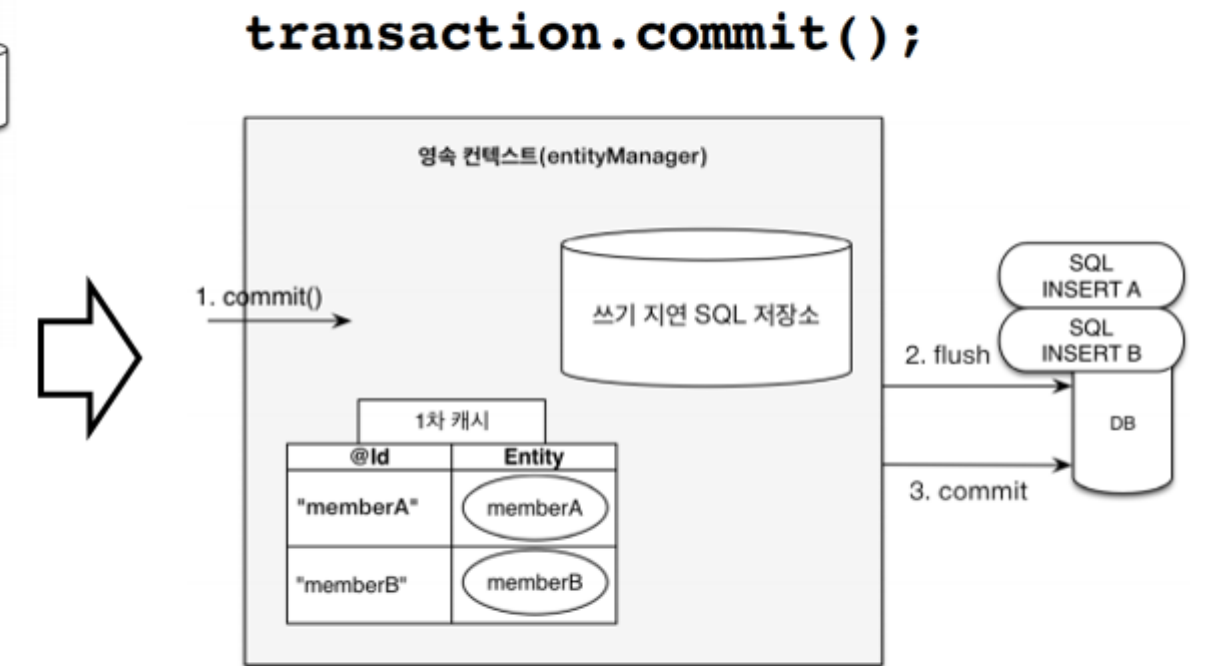 transaction.commit();
영속 컨텍스트(entityManager)
1. commit()
쓰기 지연 SQL 저장소
SQL
INSERT A
SQL
INSERT B
2. flush
DB
3. commit
1차 캐시
@Id Entity
"memberA" memberA
"memberB" memberB